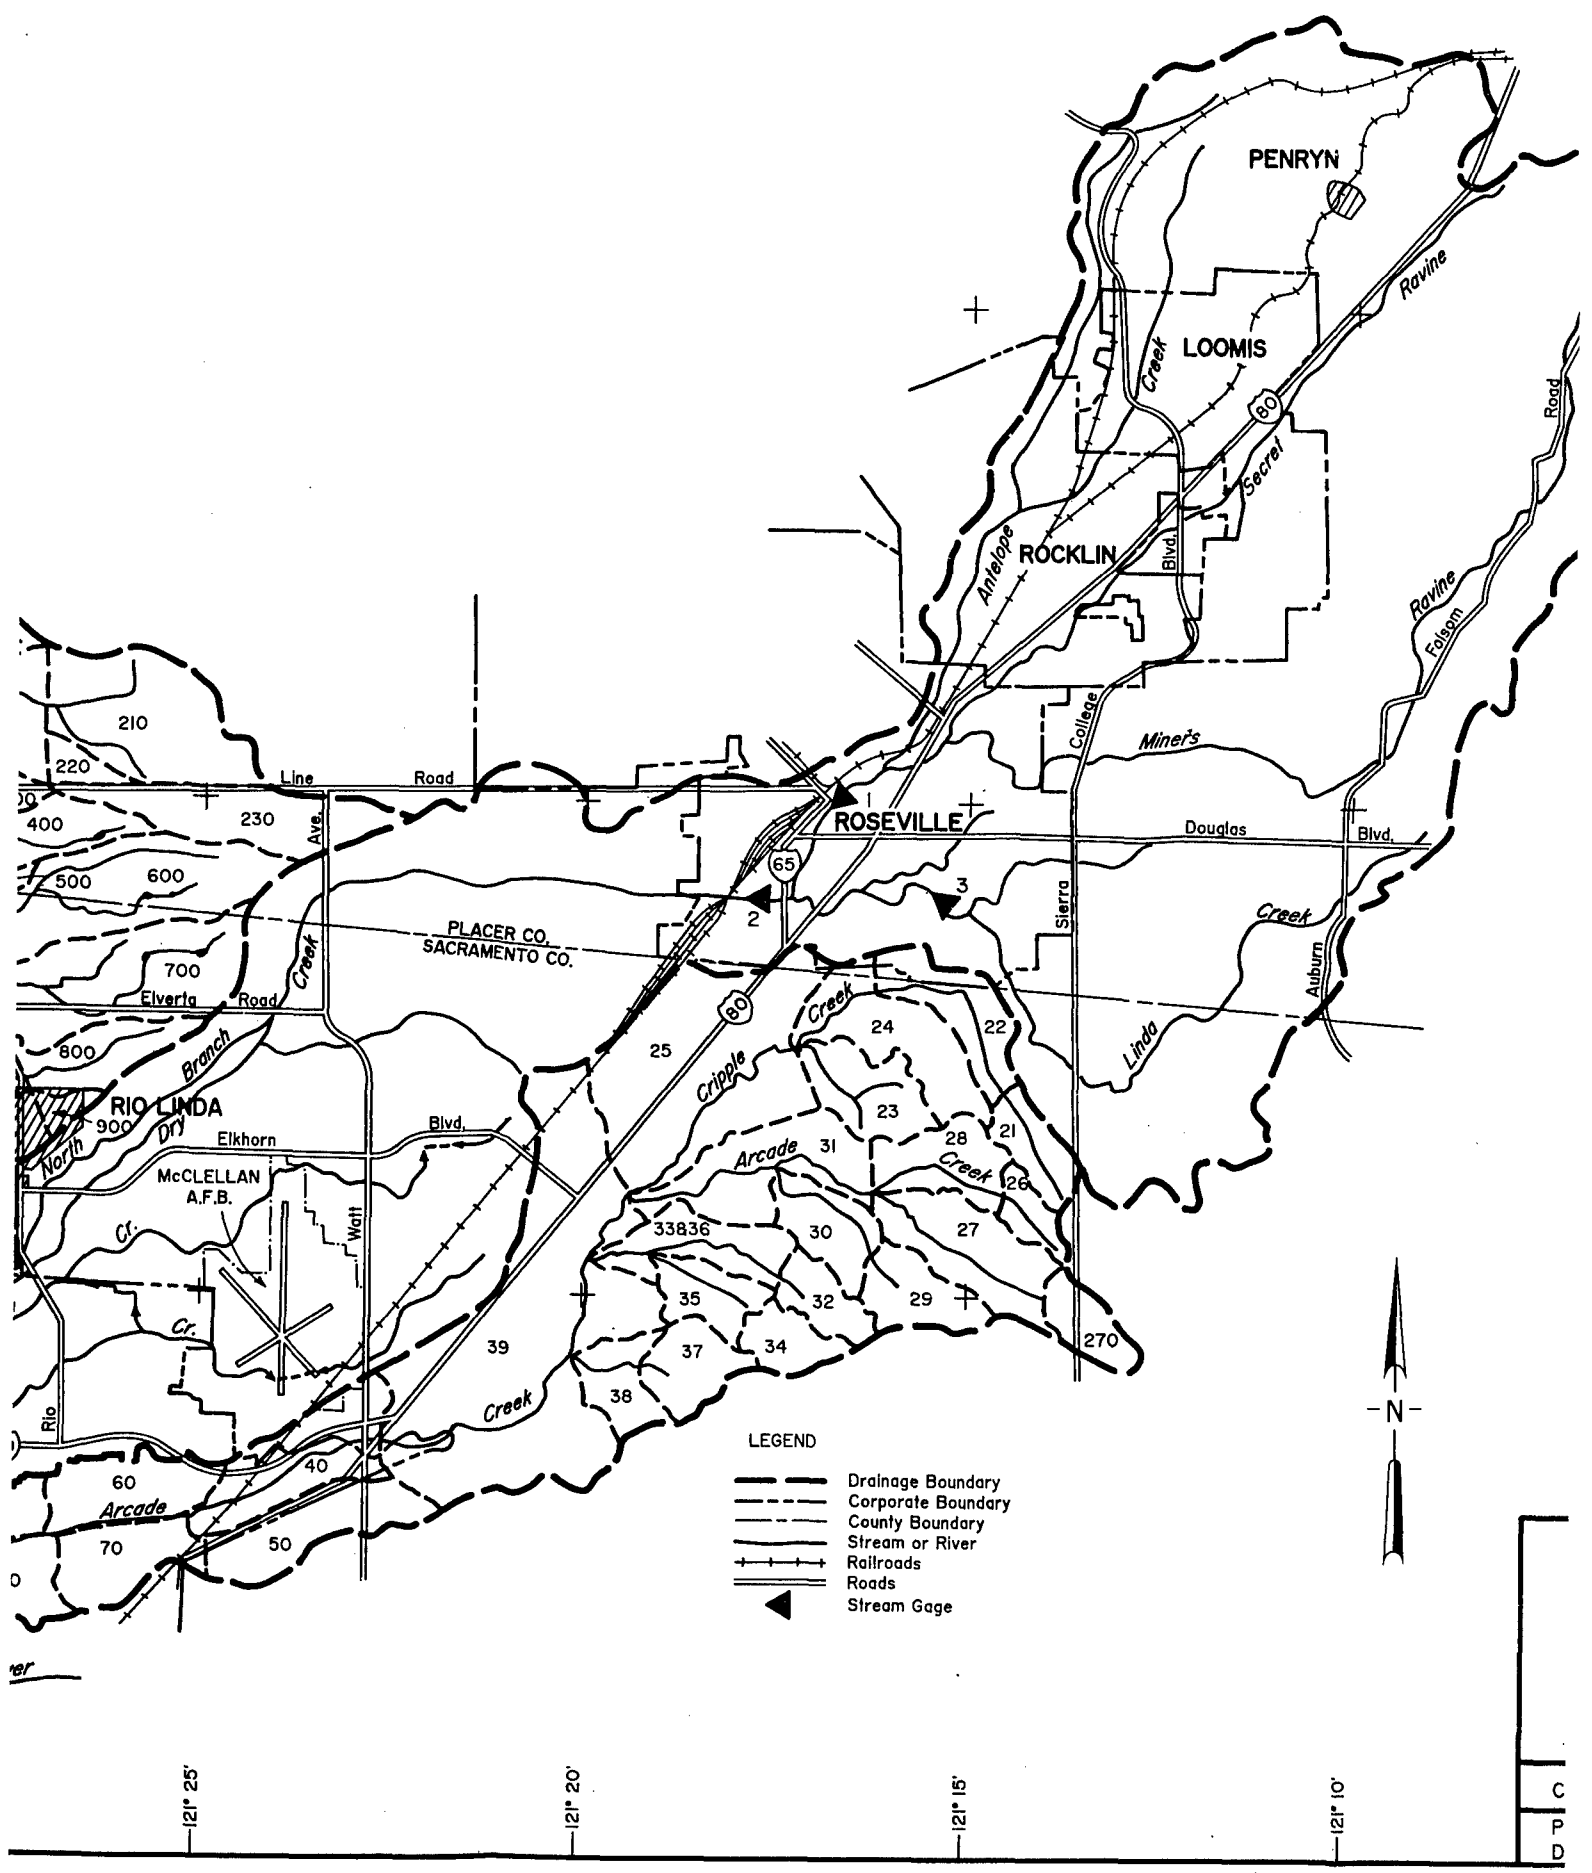 PENRYN
Ravine
LOOMIS
Creek
80
Road
Secret
Antelope
ROCKLIN
Blvd.
Ravine
Folsom
210
College
Miners
220
Line Road
400
230
Ave.
1
ROSEVILLE
Douglas Blvd.
65
500
600
3
2
Sierra
Creek
PLACER CO.
SACRAMENTO CO.
700
Creek
Auburn
Elverta Road
80
Creek
24
22
Linda
800
Branch
25
Cripple
RIO LINDA
900
North
Dry
23
Elkhorn
Blvd.
28
21
31
Arcade
Creek
26
McCLELLAN
A.F.B.
Cr.
Watt
33&36
30
27
35
32
29
Cr.
39
37
34
270
38
Rio
Creek
40
60
Arcade
70
50
LEGEND
Drainage Boundary
Corporate Boundary
County Boundary
Stream or River
Railroads
Roads
Stream Gage
-N-
121° 25'
121° 20'
121° 15'
121° 10'
C
P
D